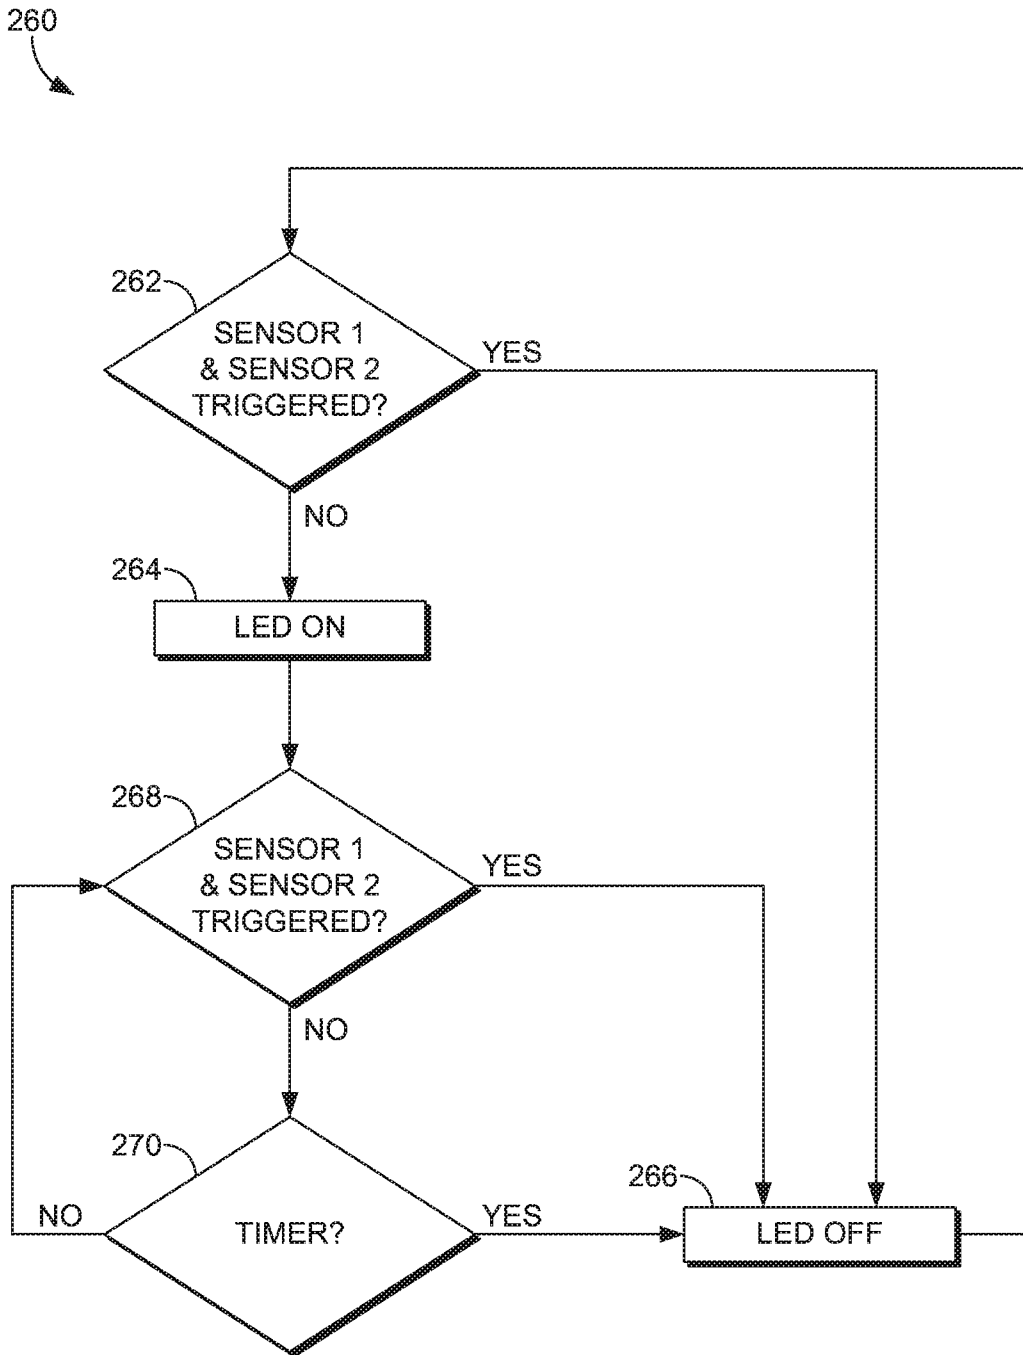 260
262
SENSOR 1
& SENSOR 2
TRIGGERED?
YES
NO
264
LED ON
268
SENSOR 1
& SENSOR 2
TRIGGERED?
YES
NO
270
TIMER?
NO
YES
266
LED OFF